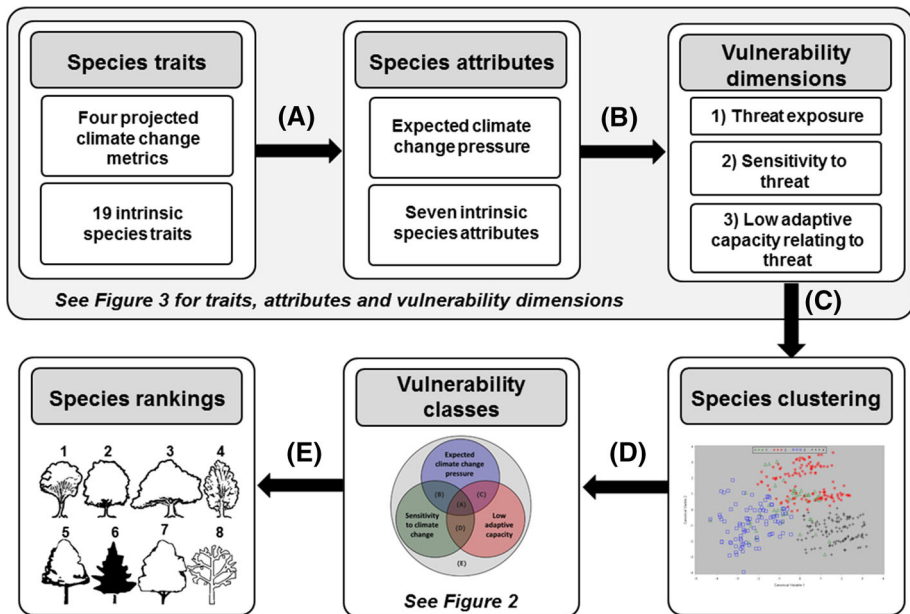 Species traits
Four projected
climate change
metrics
19 intrinsic
species traits
(A)
Species attributes
Expected climate
change pressure
Seven intrinsic
species attributes
(B)
Vulnerability
dimensions
1) Threat exposure
2) Sensitivity to
threat
3) Low adaptive
capacity relating to
threat
See Figure 3 for traits, attributes and vulnerability dimensions
(C)
Species clustering
(D)
Vulnerability
classes
Expected
climate change
pressure
(B)
(C)
(A)
Sensitivity
to climate
change
Low
adaptive
capacity
(D)
(E)
See Figure 2
(E)
Species rankings
1 2 3 4
5 6 7 8